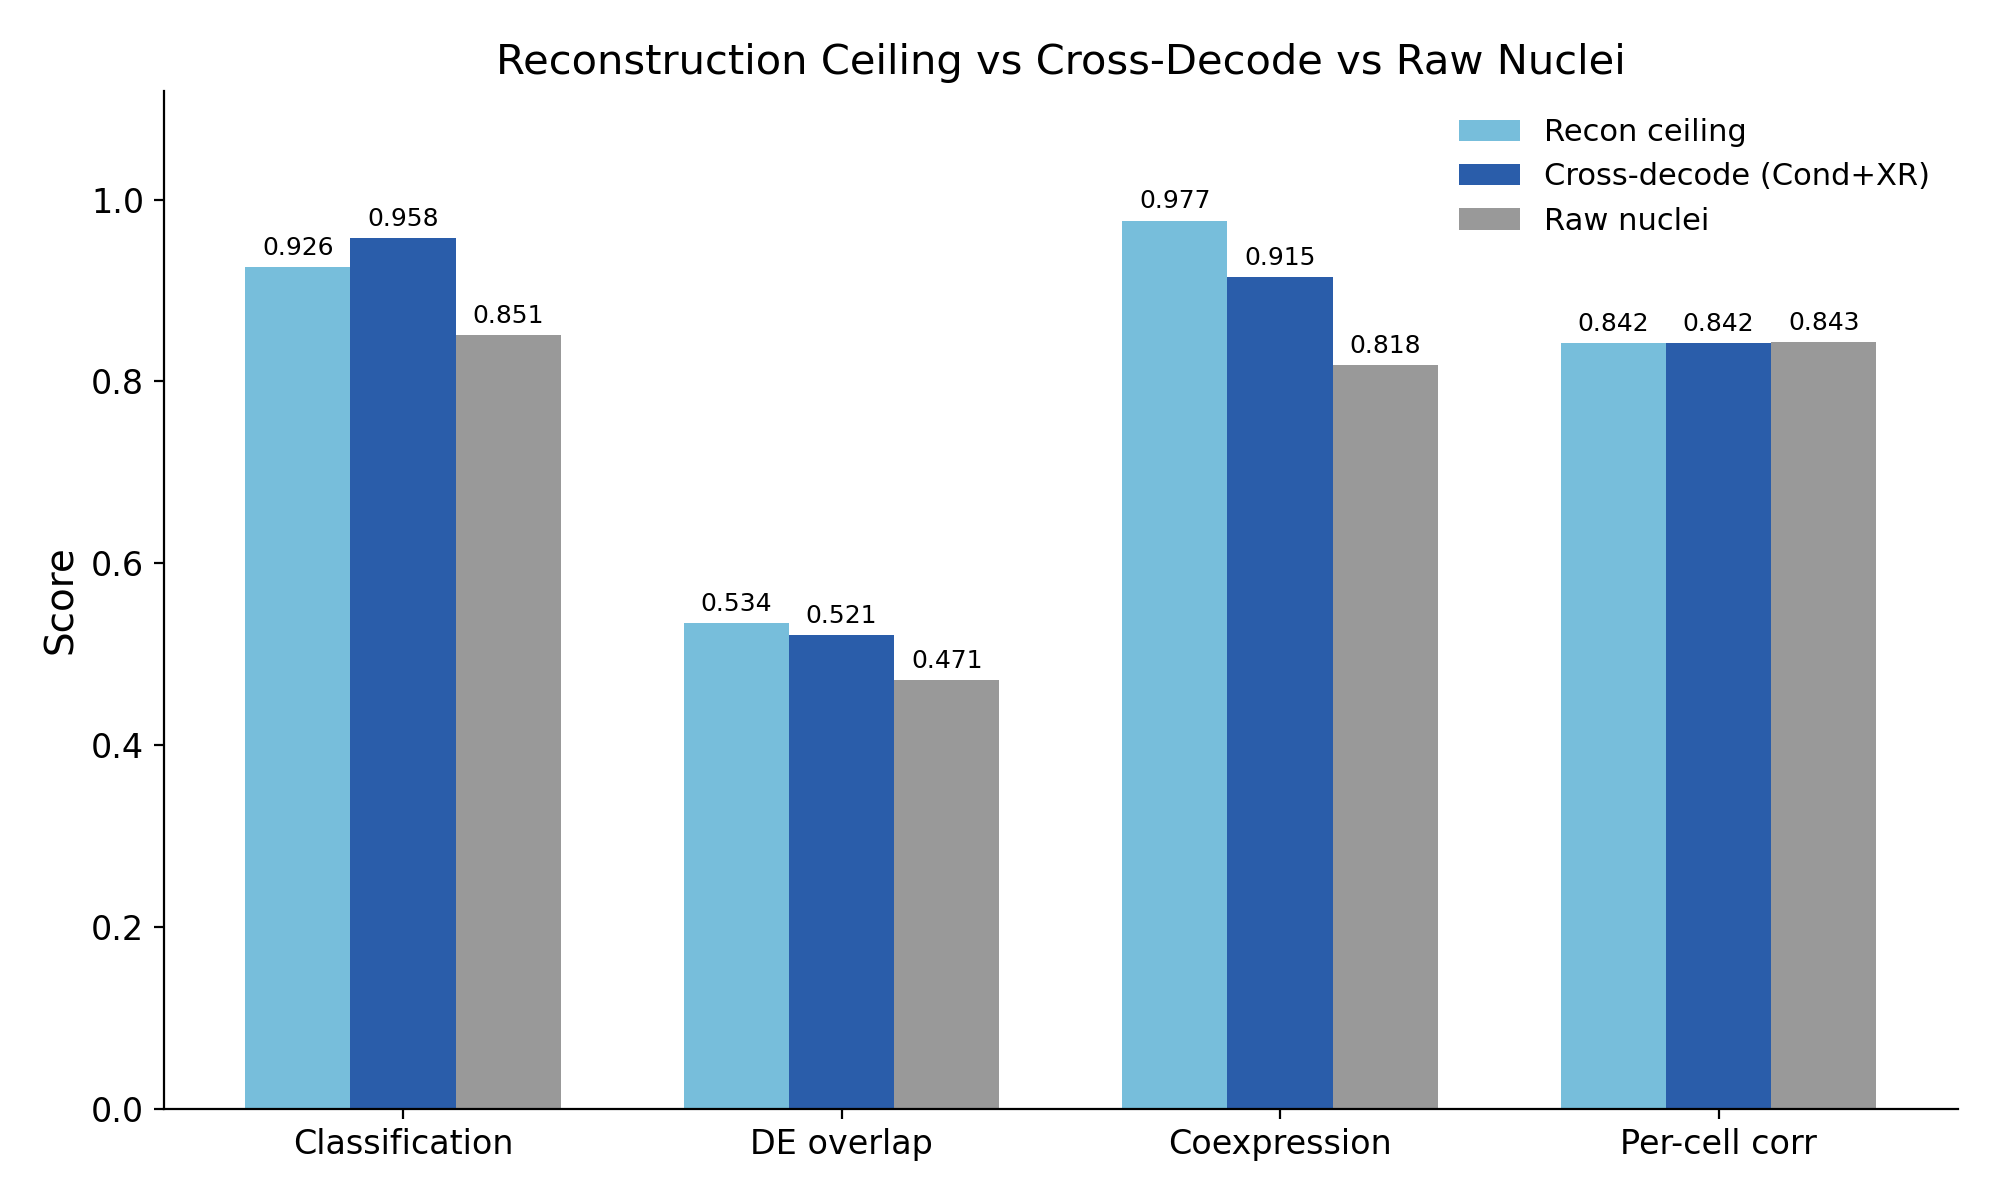 Reconstruction Ceiling vs Cross-Decode vs Raw Nuclei
Recon ceiling
Cross-decode (Cond+XR)
Raw nuclei
Score
1.0
0.8
0.6
0.4
0.2
0.0
0.926
0.958
0.851
0.534
0.521
0.471
0.977
0.915
0.818
0.842
0.842
0.843
Classification
DE overlap
Coexpression
Per-cell corr